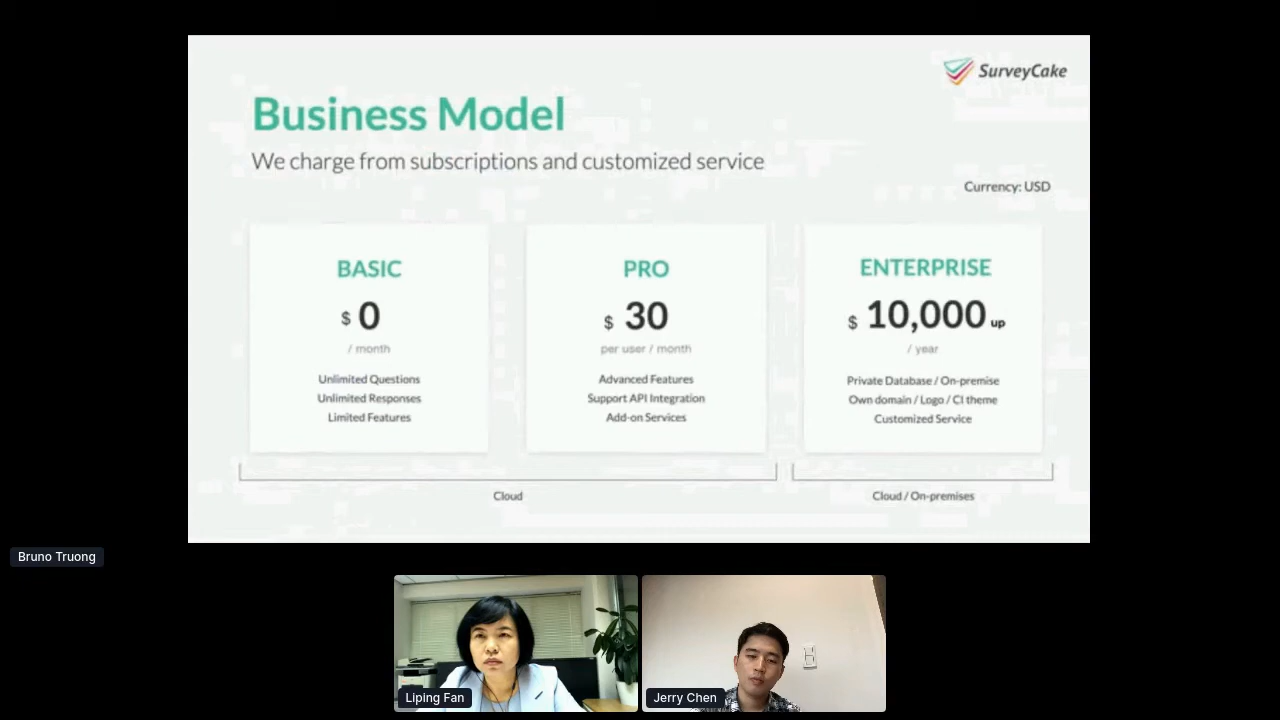 SurveyCake
Business Model
We charge from subscriptions and customized service
Currency: USD
BASIC
$ 0
/ month
Unlimited Questions
Unlimited Responses
Limited Features
PRO
$ 30
per user / month
Advanced Features
Support API Integration
Add-on Services
ENTERPRISE
$ 10,000 up
/ year
Private Database / On-premise
Own domain / Logo / CI theme
Customized Service
Cloud
Cloud / On-premises
Bruno Truong
Liping Fan
Jerry Chen